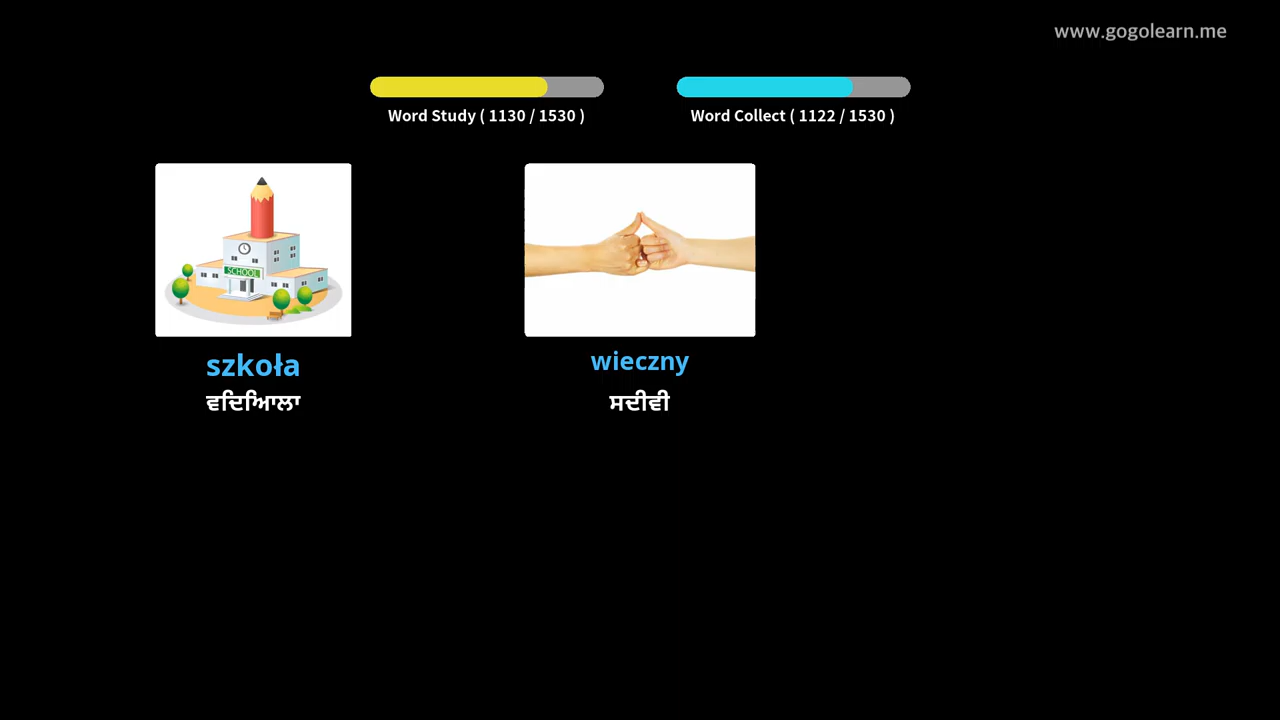 www.gogolearn.me
Word Study ( 1130 / 1530 )
Word Collect ( 1122 / 1530 )
SCHOOL
szkoła
wieczny
ਵਦਿਆਿਲਾ
ਸਦੀਵੀ